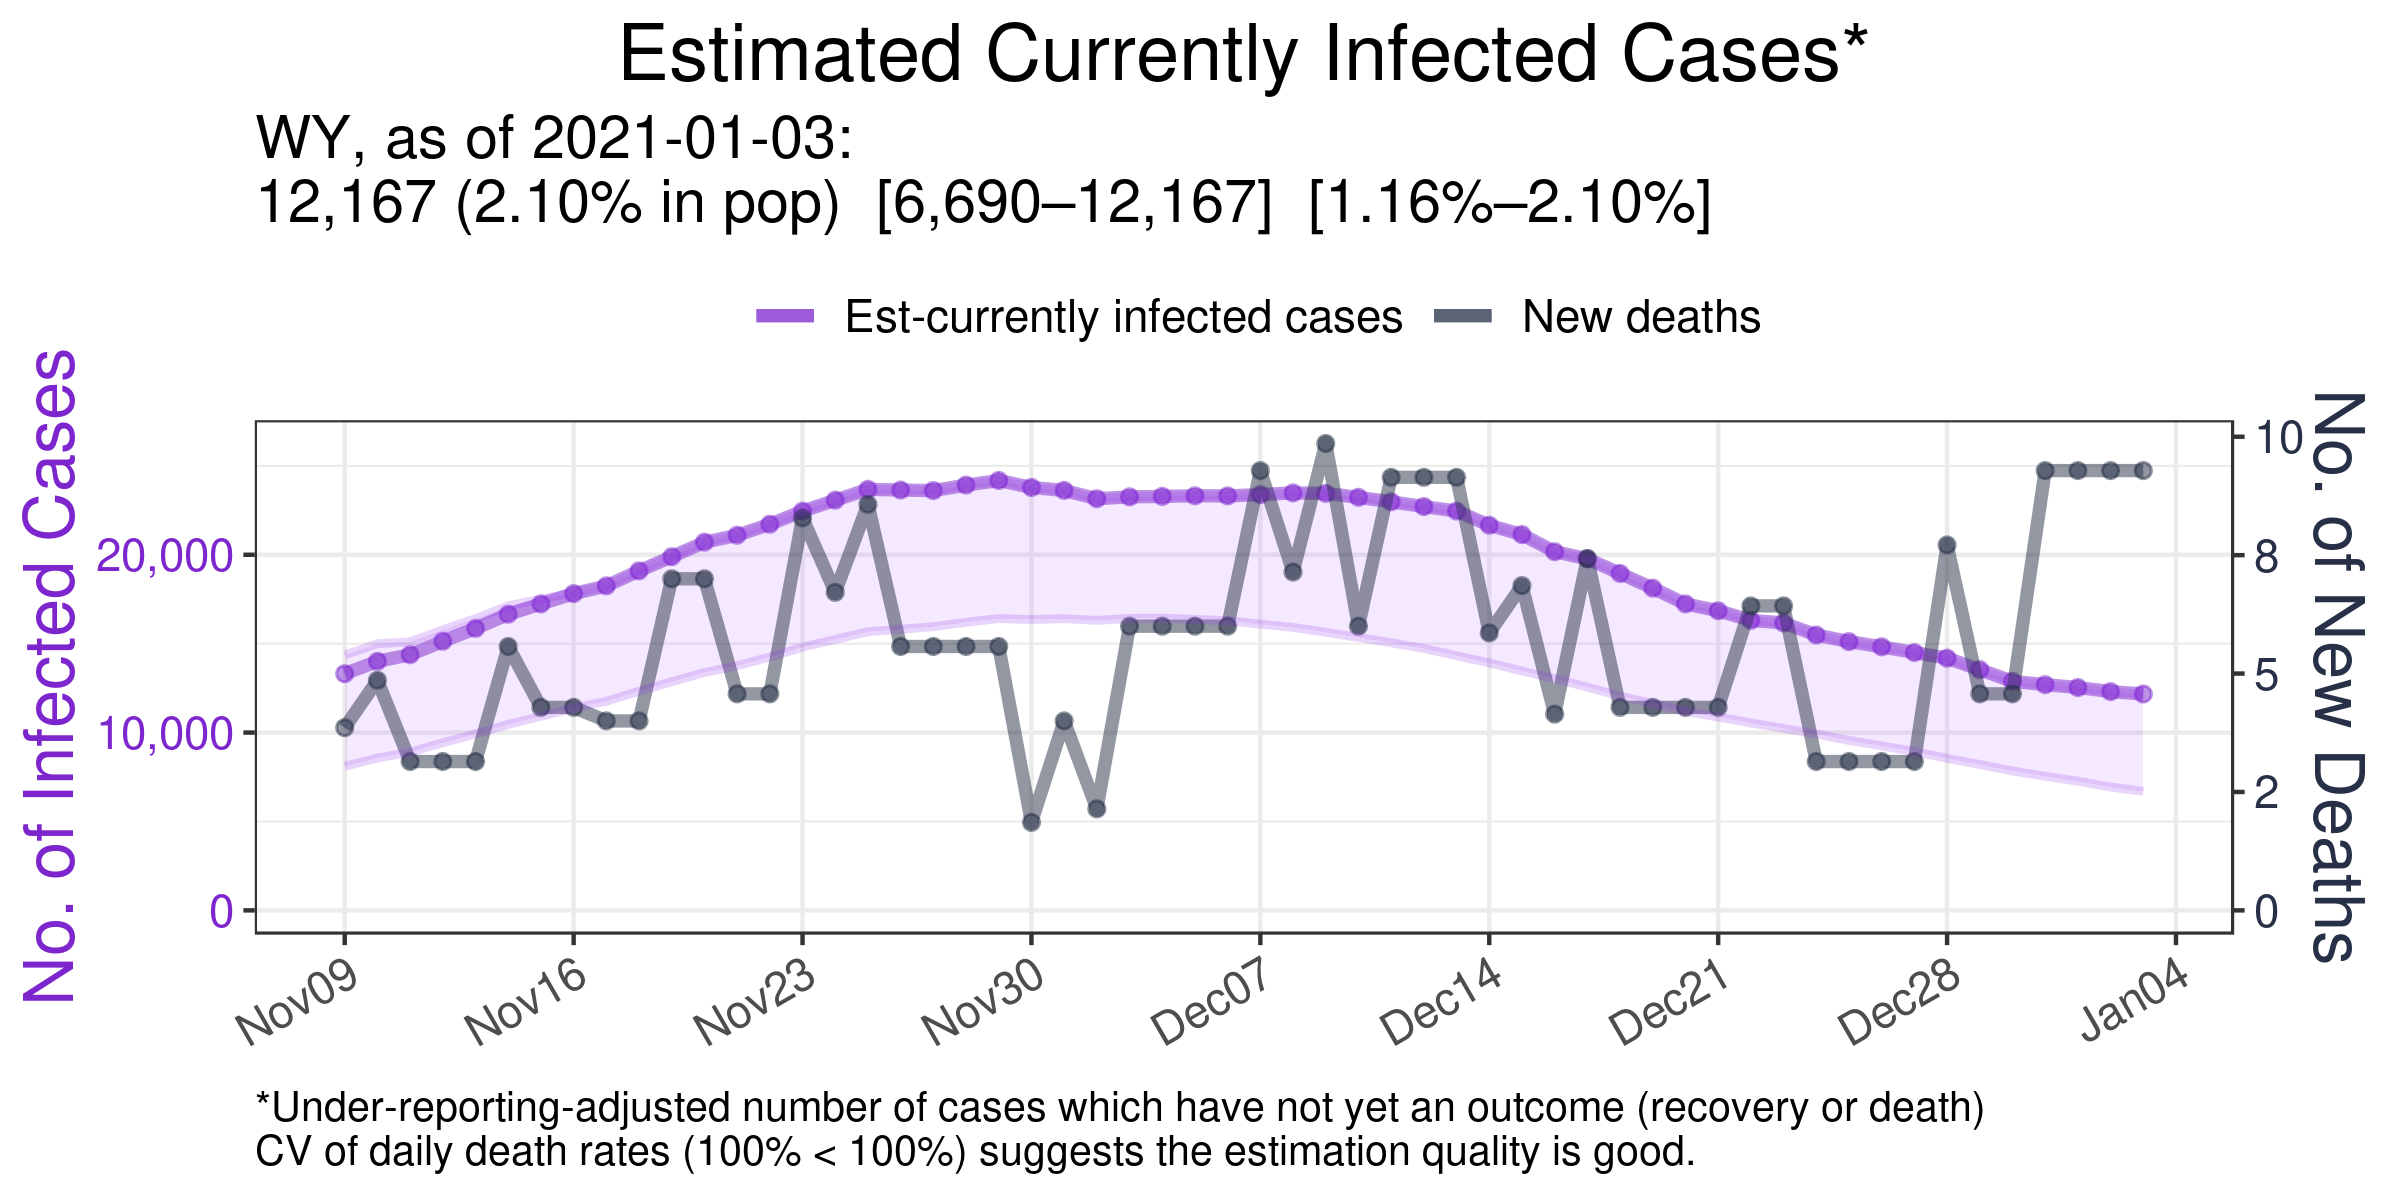 Estimated Currently Infected Cases*
WY, as of 2021-01-03:
12,167 (2.10% in pop)  [6,690–12,167]  [1.16%–2.10%]
Est-currently infected cases
New deaths
No. of Infected Cases
20,000
10,000
0
10
8
5
2
0
No. of New Deaths
Nov09
Nov16
Nov23
Nov30
Dec07
Dec14
Dec21
Dec28
Jan04
*Under-reporting-adjusted number of cases which have not yet an outcome (recovery or death)
CV of daily death rates (100% < 100%) suggests the estimation quality is good.